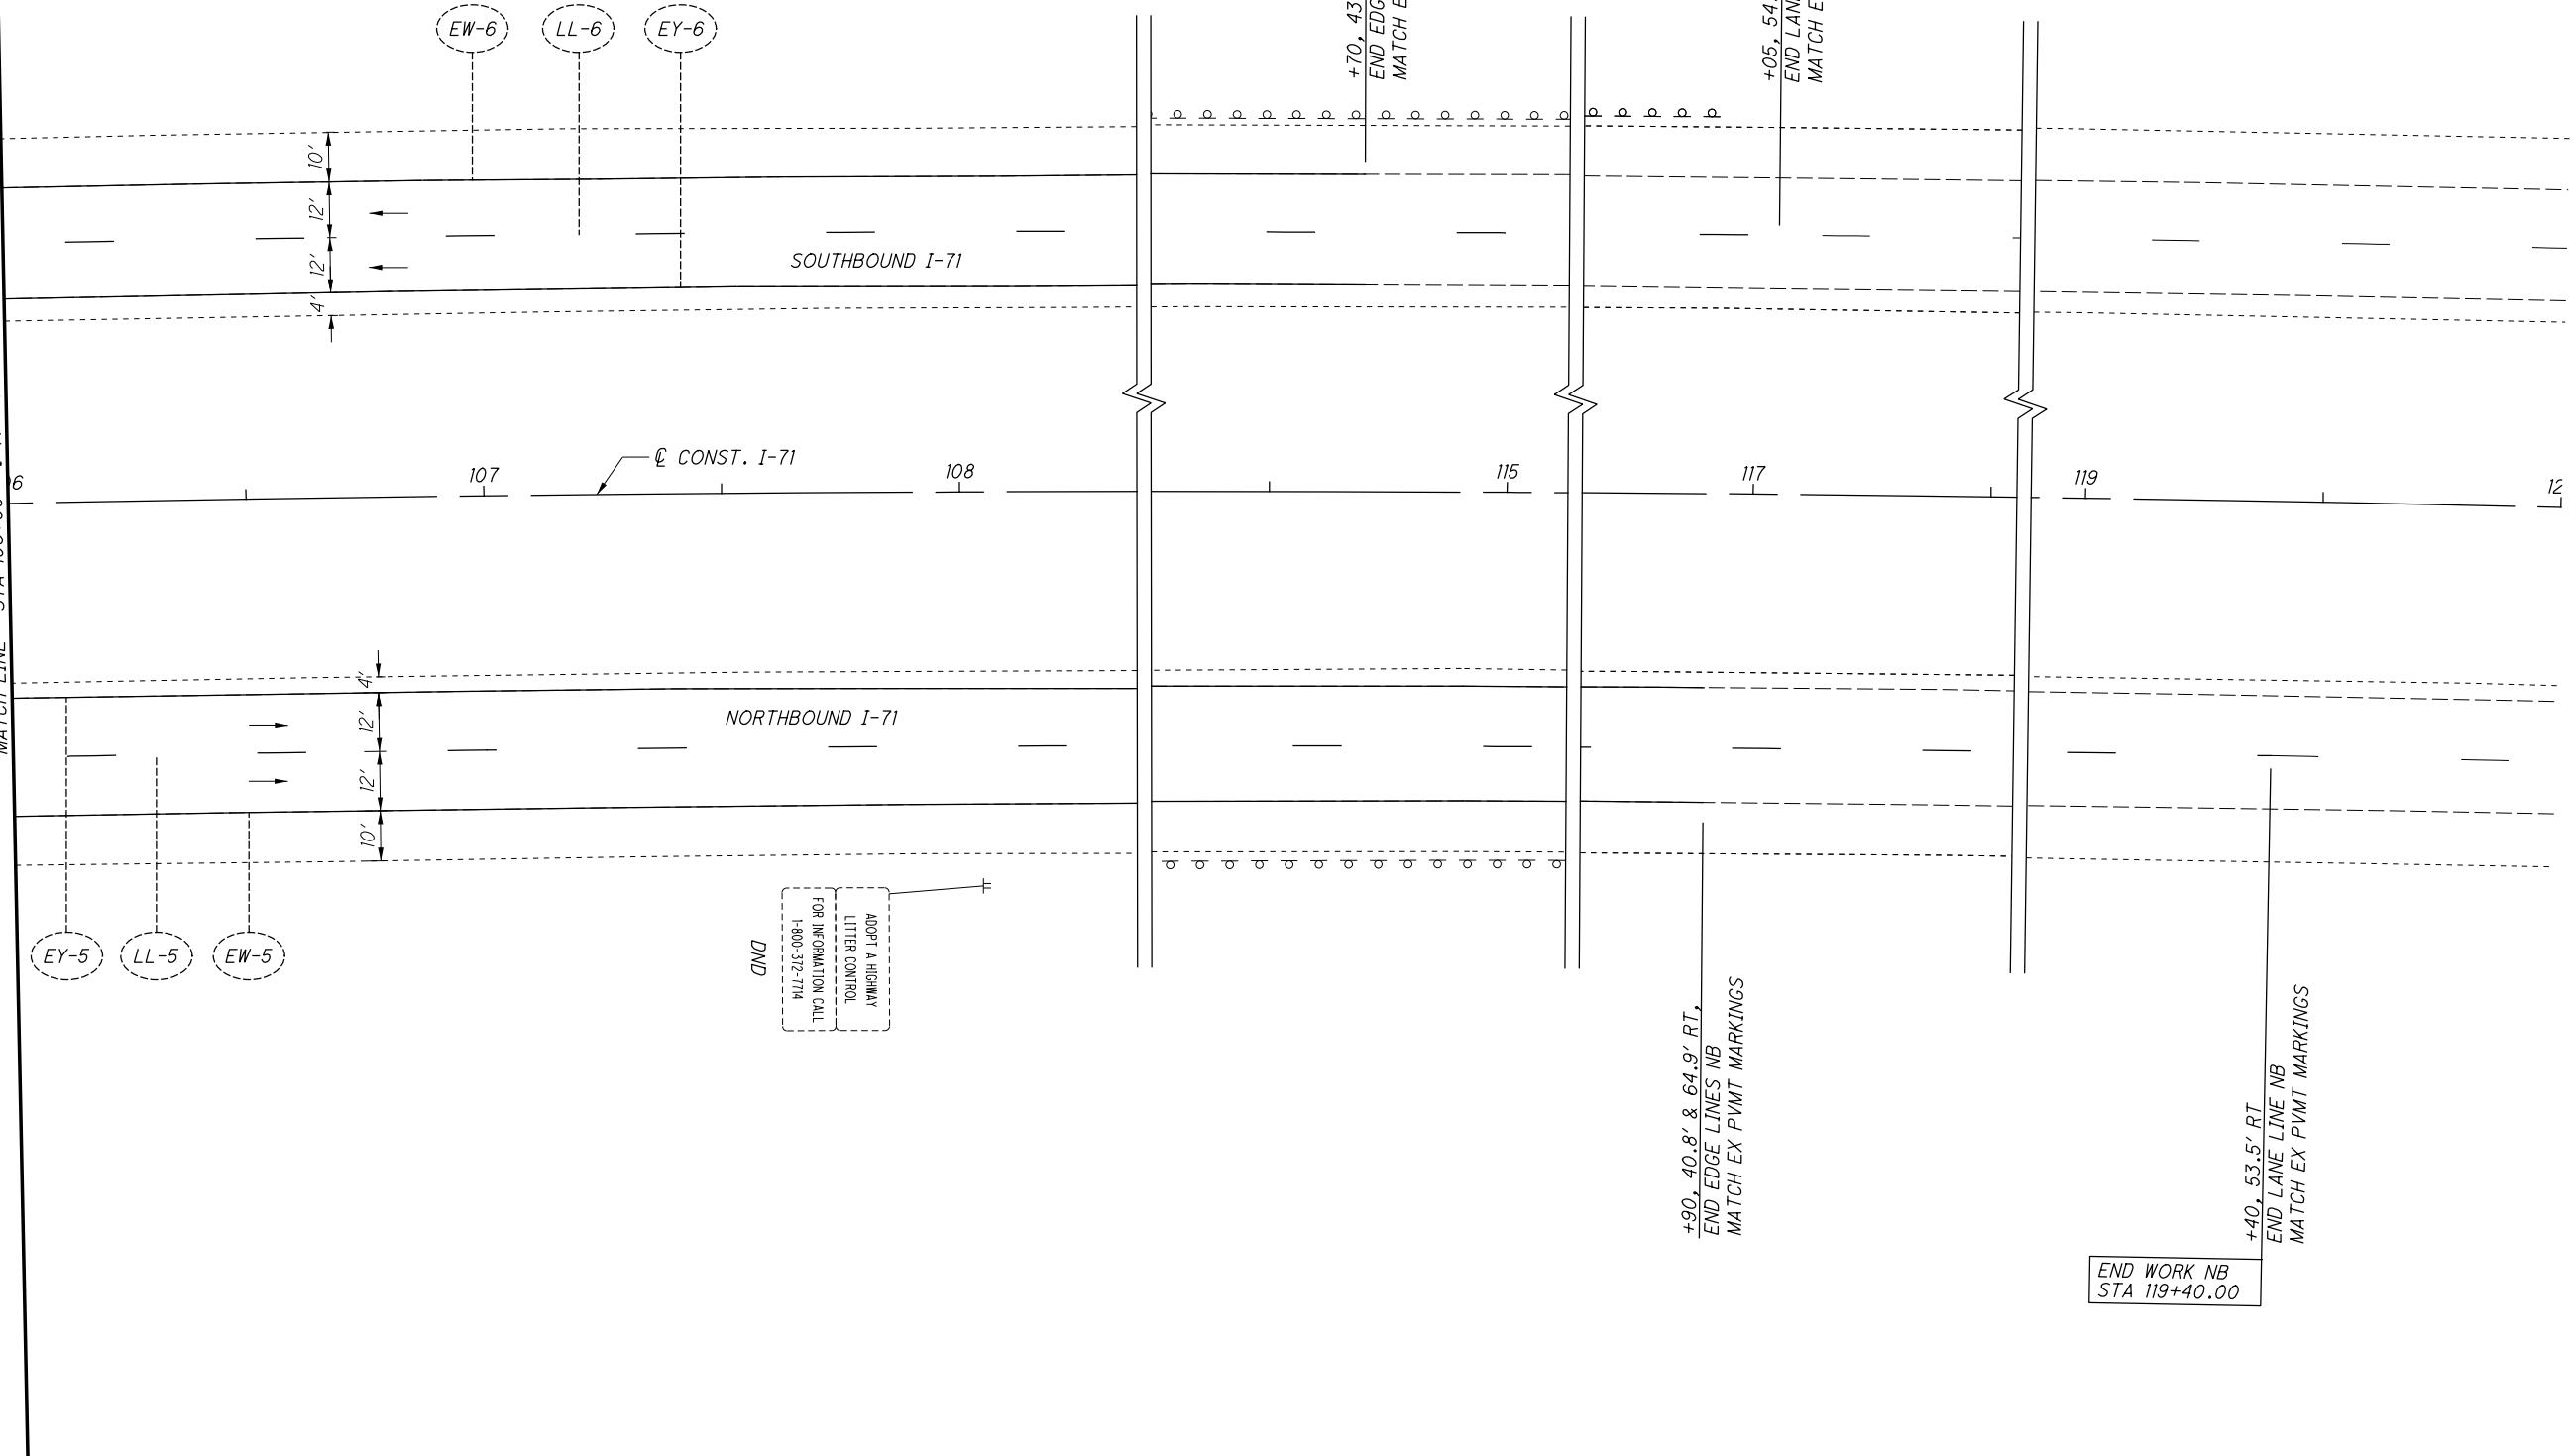 EW-6
LL-6
EY-6
+70, 43
END EDG
MATCH E
+05, 54.
END LAN
MATCH E
10'
12'
12'
4'
SOUTHBOUND I-71
℄ CONST. I-71
107
108
115
117
119
12
MATCH LINE
4'
12'
12'
10'
NORTHBOUND I-71
EY-5
LL-5
EW-5
ADOPT A HIGHWAY
LITTER CONTROL
FOR INFORMATION CALL
1-800-372-7714
DND
+90, 40.8' & 64.9' RT,
END EDGE LINES NB
MATCH EX PVMT MARKINGS
+40, 53.5' RT
END LANE LINE NB
MATCH EX PVMT MARKINGS
END WORK NB
STA 119+40.00